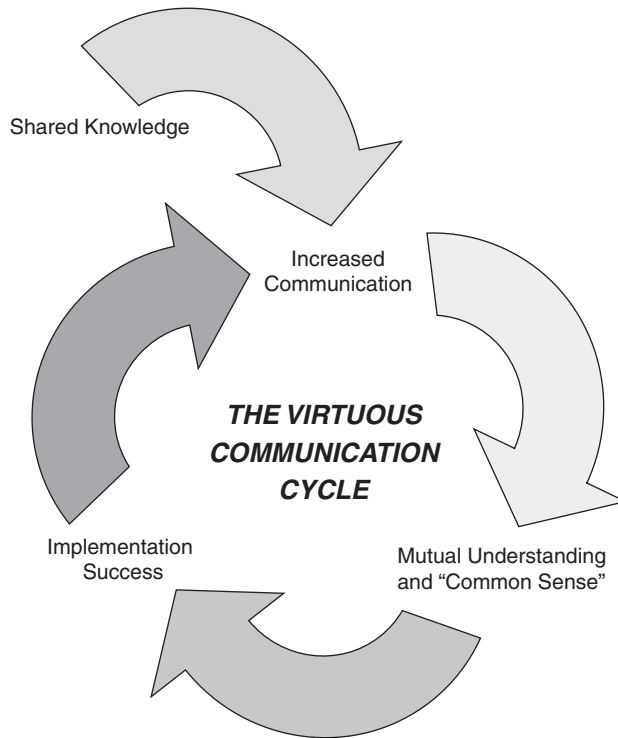 Shared Knowledge
Increased
Communication
THE VIRTUOUS
COMMUNICATION
CYCLE
Implementation
Success
Mutual Understanding
and “Common Sense”